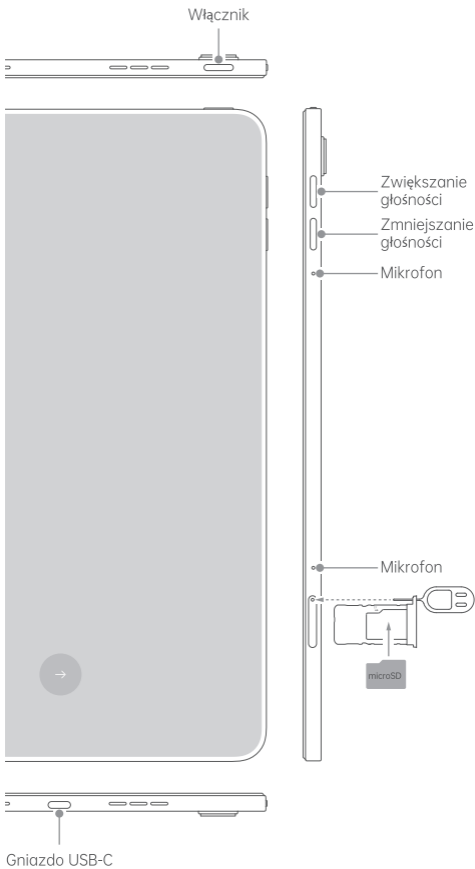 Włącznik
Zwiększanie
głośności
Zmniejszanie
głośności
Mikrofon
Mikrofon
microSD
Gniazdo USB-C